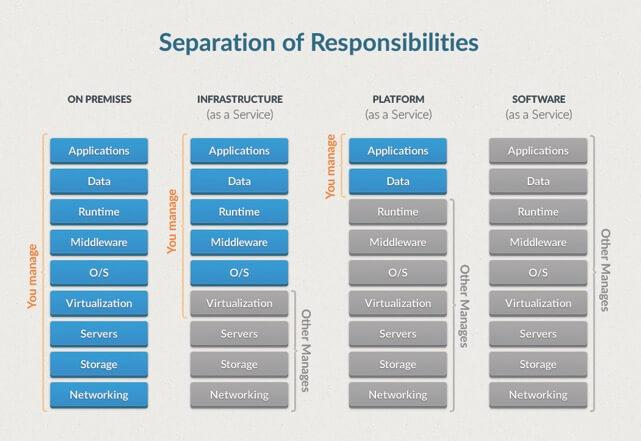 Separation of Responsibilities
ON PREMISES
Applications
Data
Runtime
Middleware
O/S
Virtualization
Servers
Storage
Networking
You manage
INFRASTRUCTURE
(as a Service)
Applications
Data
Runtime
Middleware
O/S
Virtualization
Servers
Storage
Networking
You manage
Other Manages
PLATFORM
(as a Service)
Applications
Data
Runtime
Middleware
O/S
Virtualization
Servers
Storage
Networking
You manage
Other Manages
SOFTWARE
(as a Service)
Applications
Data
Runtime
Middleware
O/S
Virtualization
Servers
Storage
Networking
Other Manages